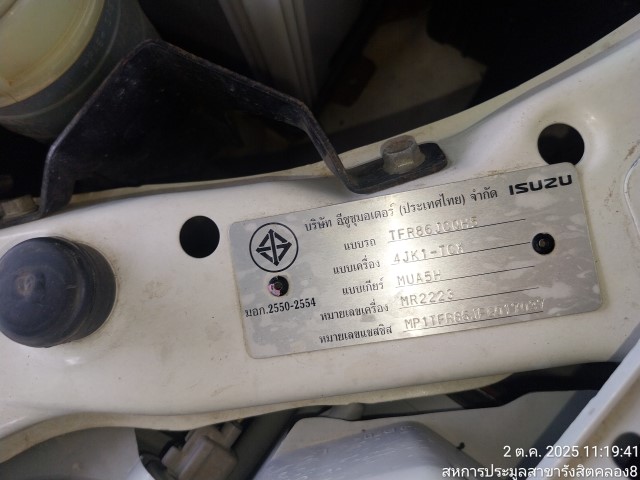 บริษัท อีซูซุมอเตอร์ (ประเทศไทย) จำกัด ISUZU
แบบรถ
แบบเครื่อง
แบบเกียร์ MUA5H
มอก.2550-2554
หมายเลขเครื่อง MR2223
หมายเลขแชสซิส
2 ต.ค. 2025 11:19:41
สหการประมูลสาขารังสิตคลอง8